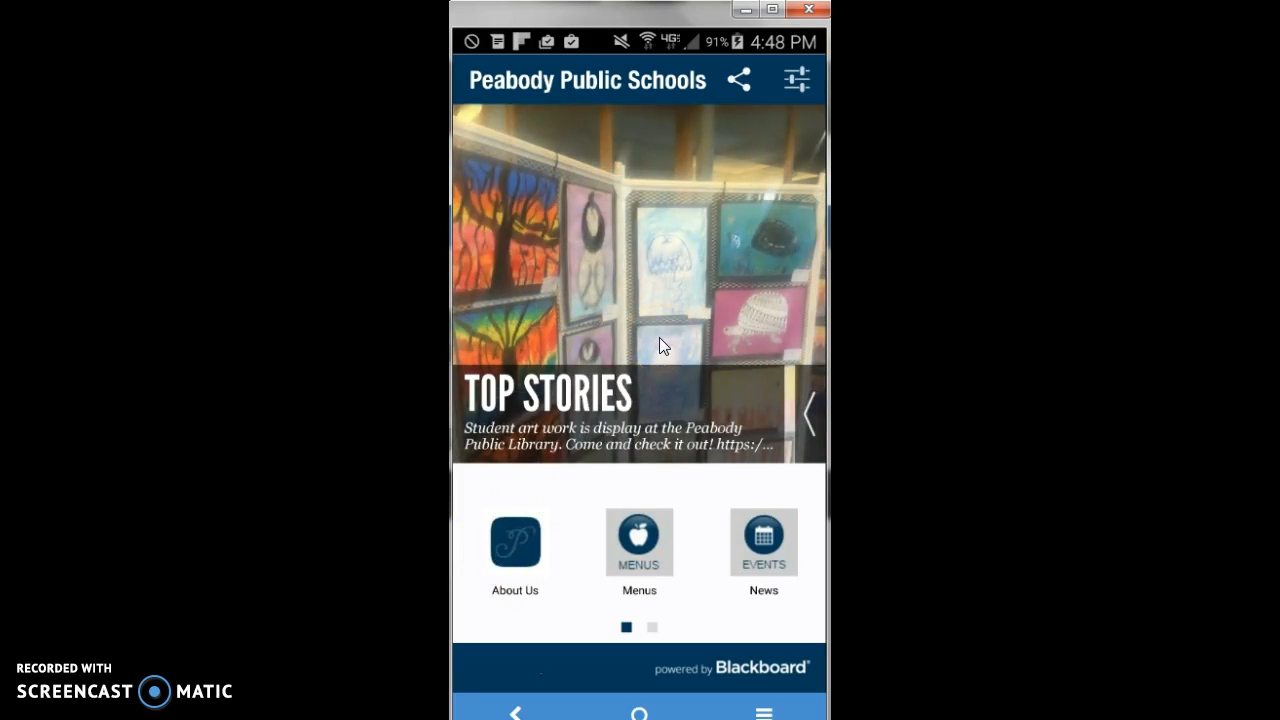 4G
91%
4:48 PM
Peabody Public Schools
TOP STORIES
Student art work is display at the Peabody
Public Library. Come and check it out! https:/...
P
MENUS
EVENTS
About Us
Menus
News
powered by Blackboard
RECORDED WITH
SCREENCAST MATIC